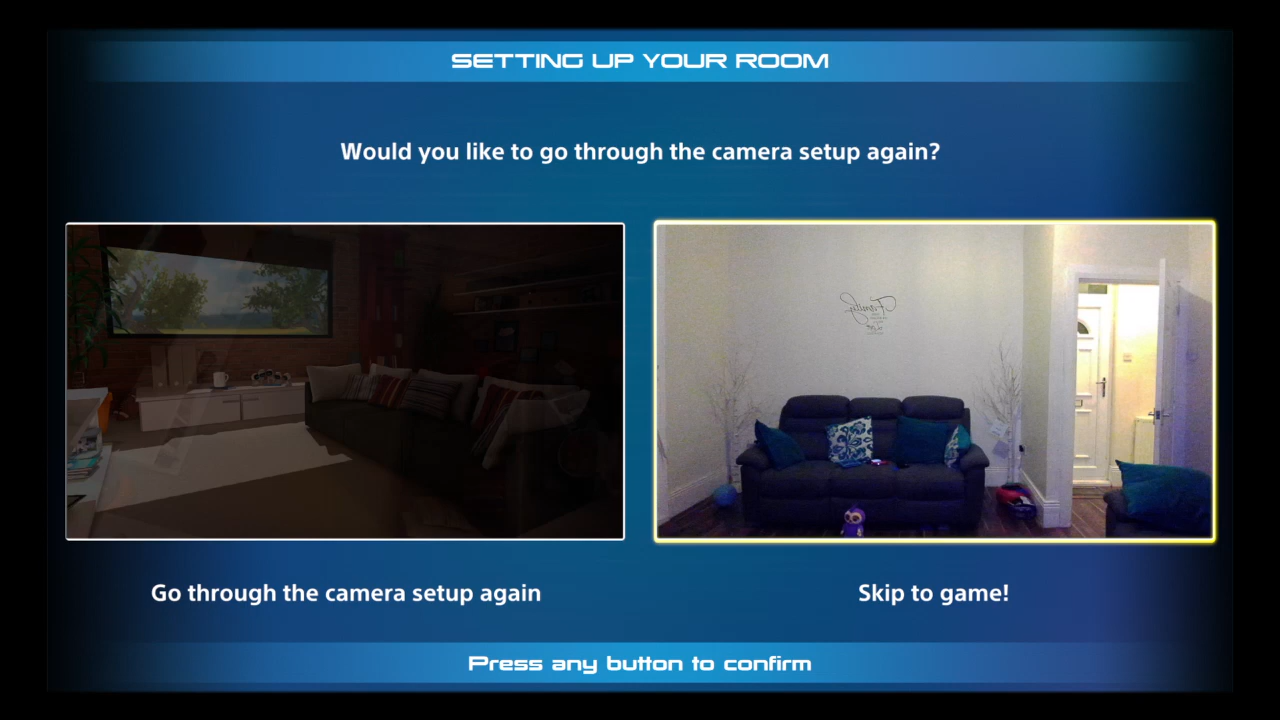 SETTING UP YOUR ROOM
Would you like to go through the camera setup again?
Family
Go through the camera setup again
Skip to game!
Press any button to confirm